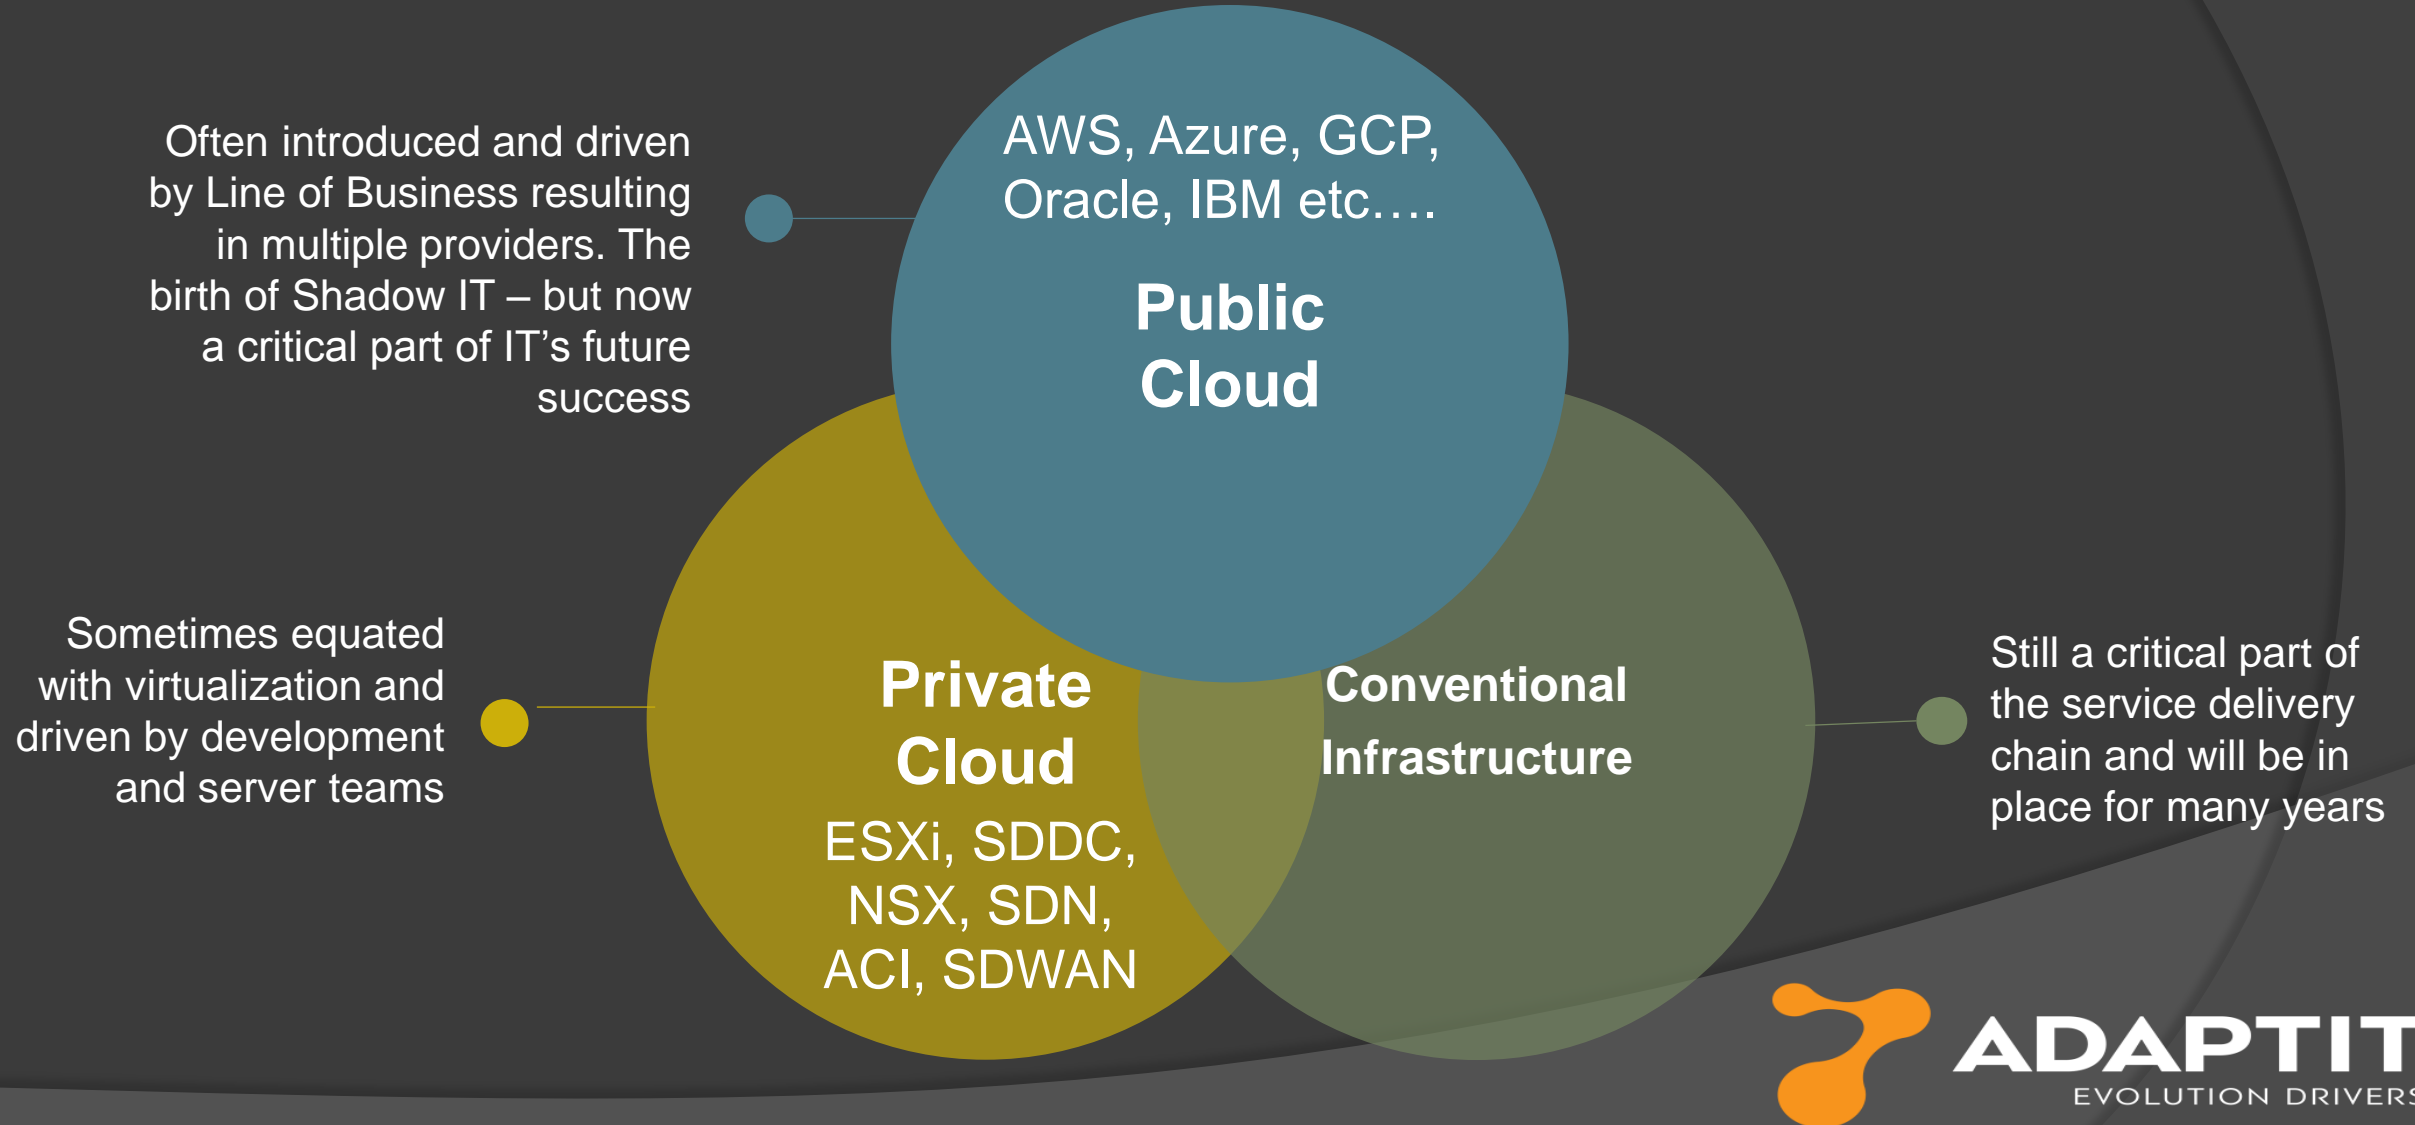 Often introduced and driven
by Line of Business resulting
in multiple providers. The
birth of Shadow IT – but now
a critical part of IT’s future
success
AWS, Azure, GCP,
Oracle, IBM etc….
Public
Cloud
Sometimes equated
with virtualization and
driven by development
and server teams
Private
Cloud
ESXi, SDDC,
NSX, SDN,
ACI, SDWAN
Conventional
Infrastructure
Still a critical part of
the service delivery
chain and will be in
place for many years
ADAPTIT
EVOLUTION DRIVERS